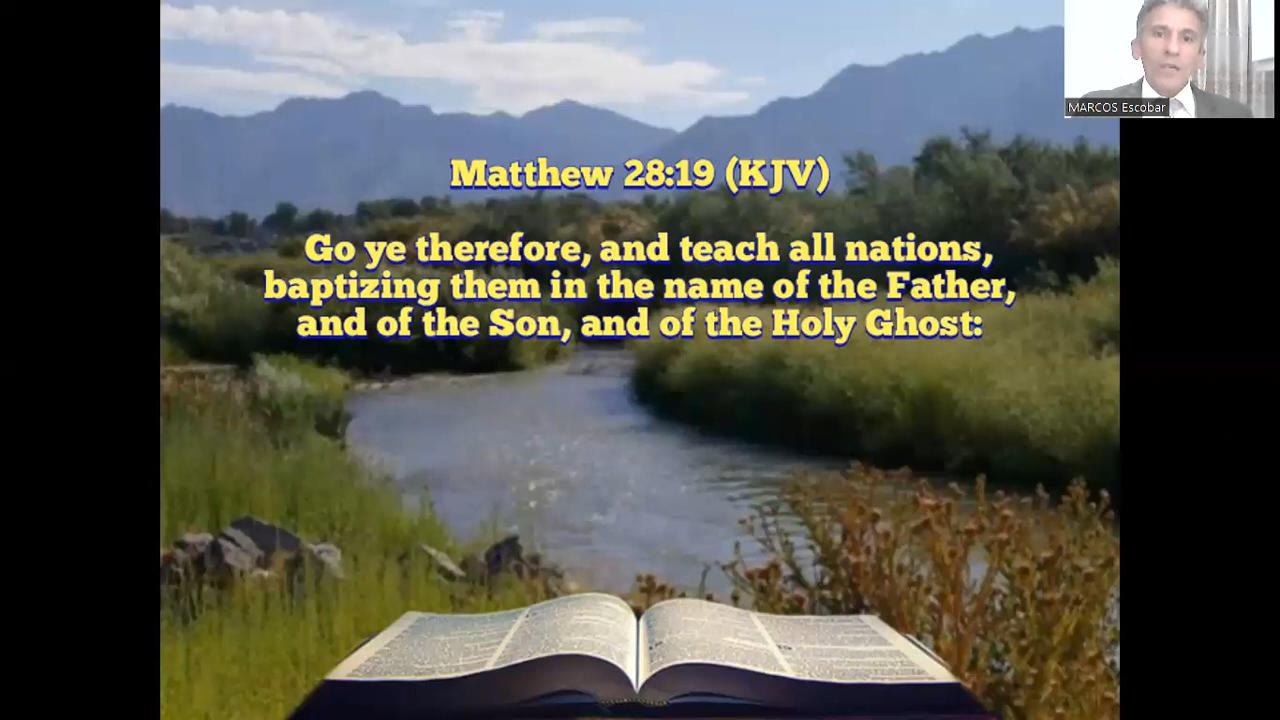 MARCOS Escobar
Matthew 28:19 (KJV)
Go ye therefore, and teach all nations,
baptizing them in the name of the Father,
and of the Son, and of the Holy Ghost: